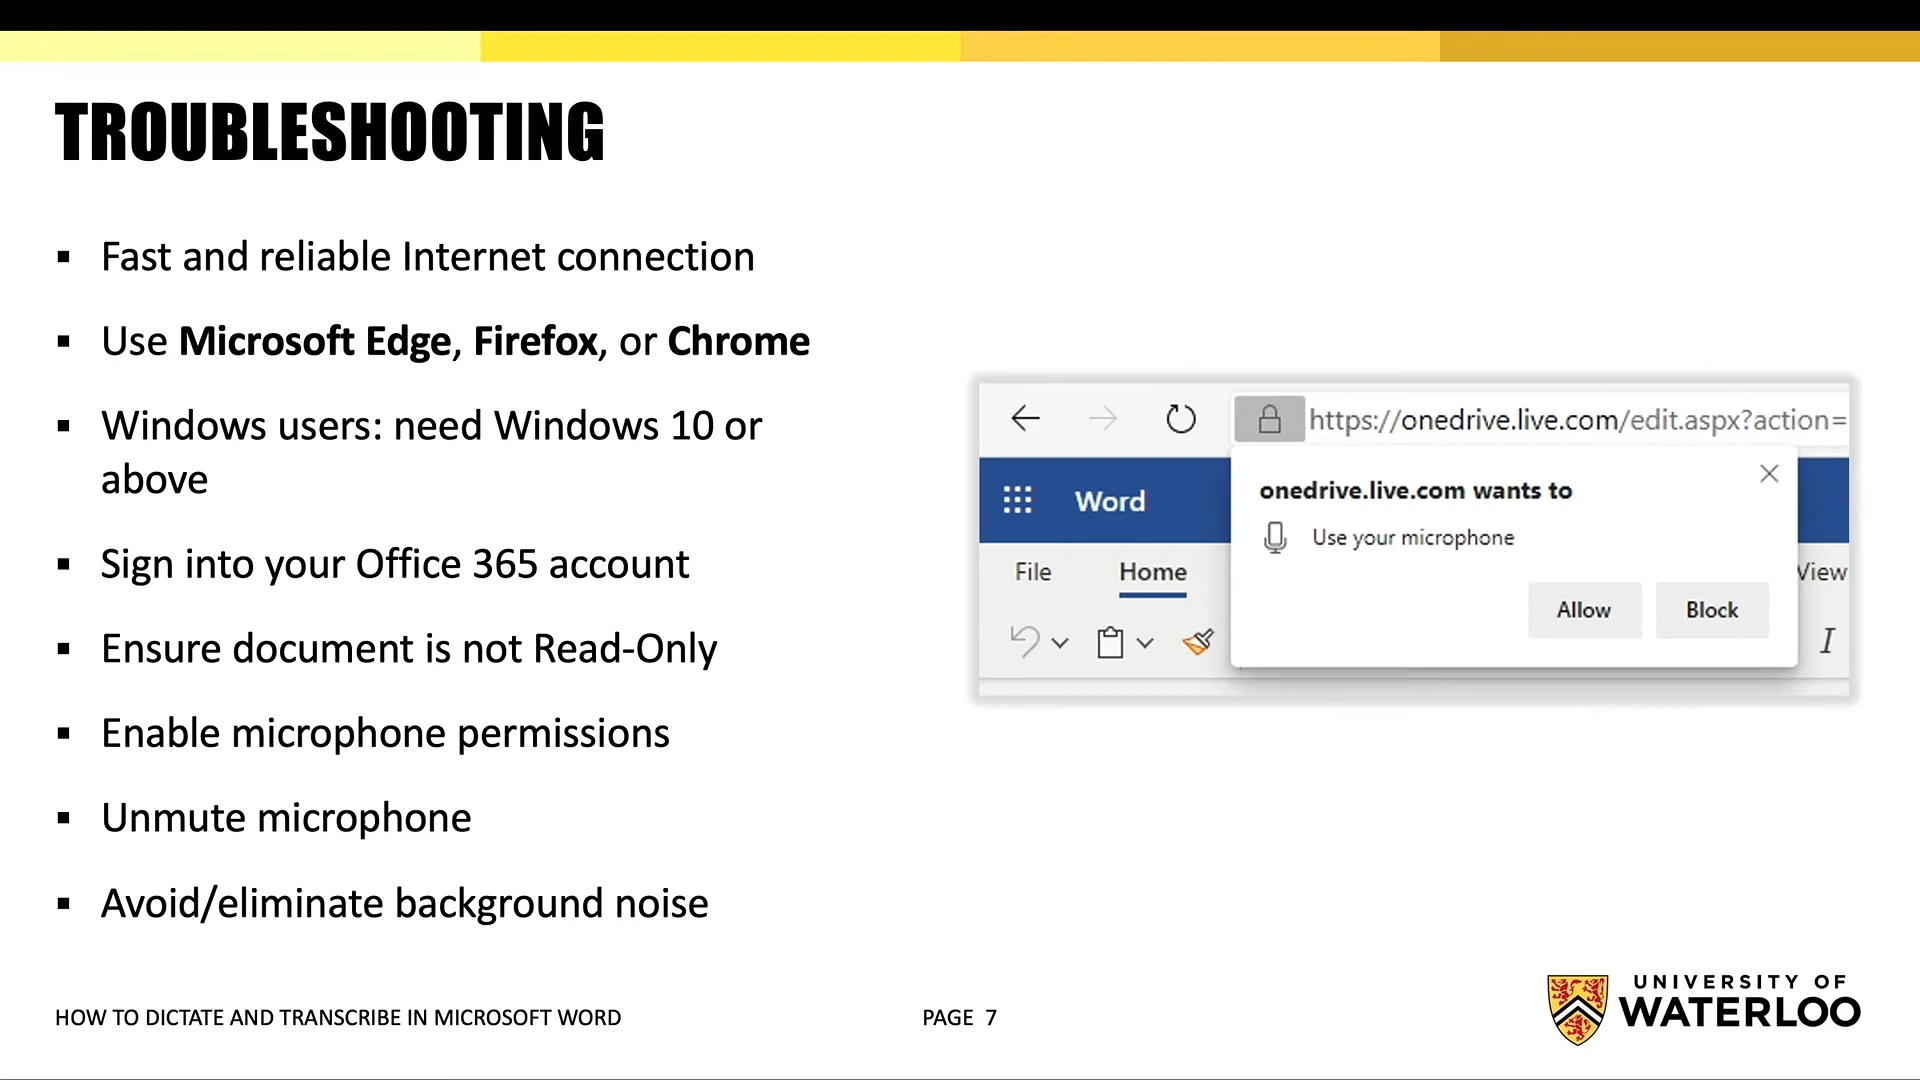 TROUBLESHOOTING
▪ Fast and reliable Internet connection
▪ Use Microsoft Edge, Firefox, or Chrome
▪ Windows users: need Windows 10 or
above
▪ Sign into your Office 365 account
▪ Ensure document is not Read-Only
▪ Enable microphone permissions
▪ Unmute microphone
▪ Avoid/eliminate background noise
https://onedrive.live.com/edit.aspx?action=
Word
onedrive.live.com wants to
Use your microphone
File Home View
Allow Block
I
HOW TO DICTATE AND TRANSCRIBE IN MICROSOFT WORD
PAGE 7
UNIVERSITY OF
WATERLOO